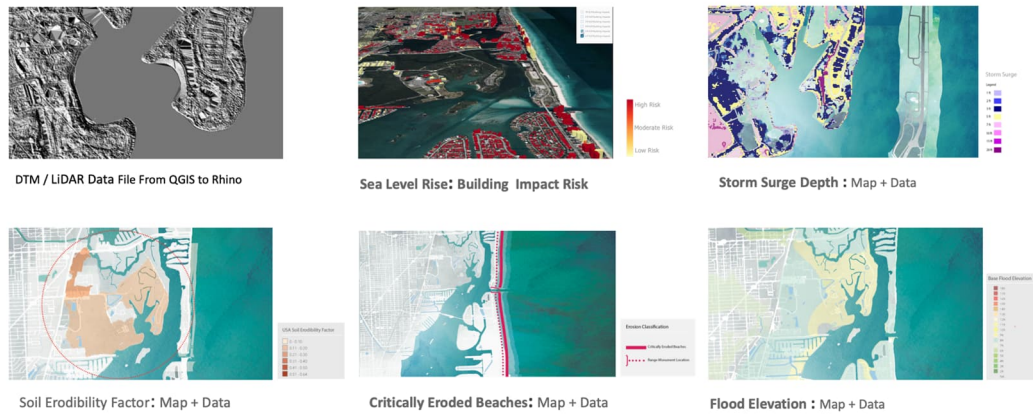 DTM / LiDAR Data File From QGIS to Rhino
High Risk
Moderate Risk
Low Risk
Sea Level Rise: Building Impact Risk
Storm Surge
Legend
Storm Surge Depth : Map + Data
USA Soil Erodibility Factor
Soil Erodibility Factor: Map + Data
Erosion Classification
Critically Eroded Beaches
Range Monument Location
Critically Eroded Beaches: Map + Data
Base Flood Elevation
Flood Elevation : Map + Data